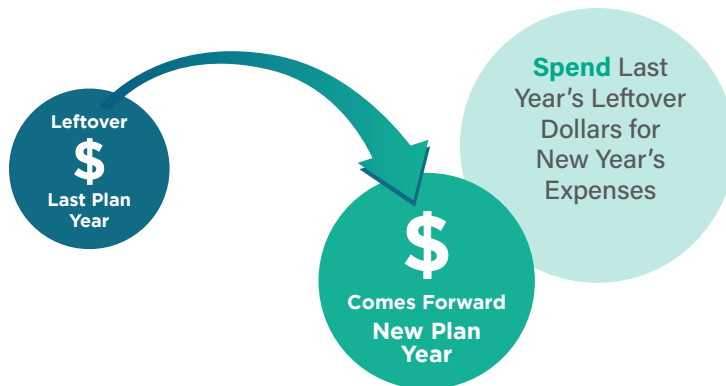 Leftover
$
Last Plan
Year
$
Comes Forward
New Plan
Year
Spend Last
Year's Leftover
Dollars for
New Year's
Expenses